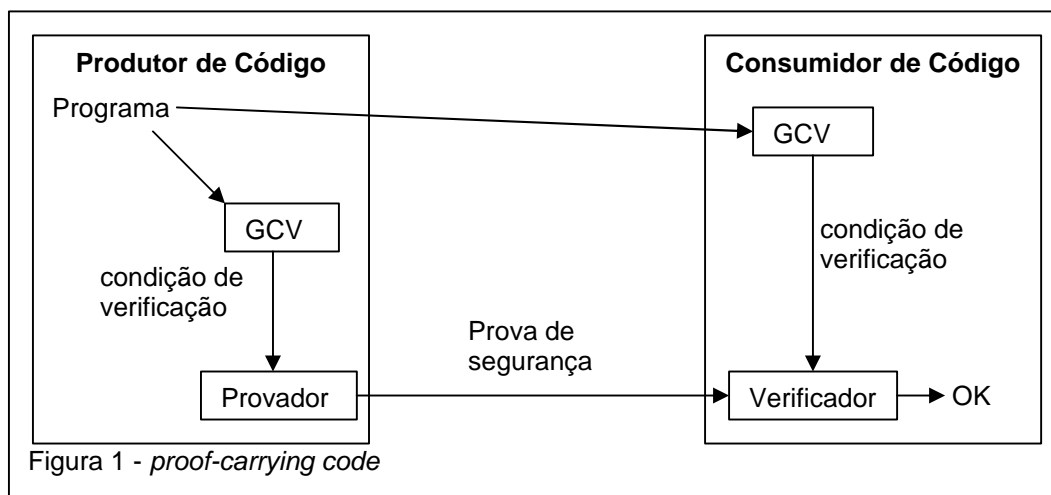 Produtor de Código
Programa
GCV
condição de
verificação
Provador
Prova de
segurança
Consumidor de Código
GCV
condição de
verificação
Verificador
OK
Figura 1 - proof-carrying code